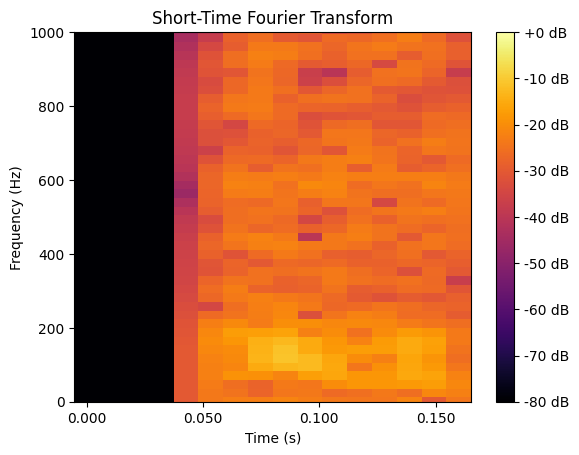 Short-Time Fourier Transform
1000
800
600
400
200
0
Frequency (Hz)
0.000
0.050
0.100
0.150
Time (s)
+0 dB
-10 dB
-20 dB
-30 dB
-40 dB
-50 dB
-60 dB
-70 dB
-80 dB